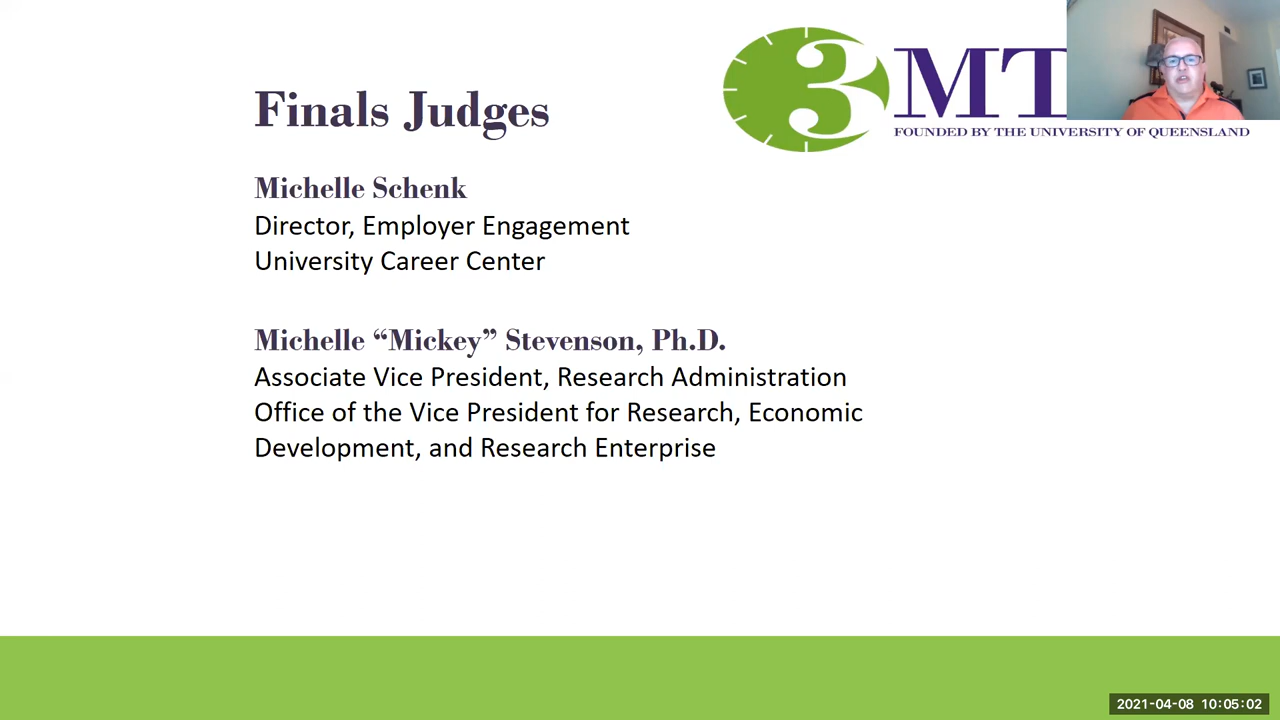 Finals Judges
3MT
FOUNDED BY THE UNIVERSITY OF QUEENSLAND
Michelle Schenk
Director, Employer Engagement
University Career Center
Michelle “Mickey” Stevenson, Ph.D.
Associate Vice President, Research Administration
Office of the Vice President for Research, Economic
Development, and Research Enterprise
2021-04-08 10:05:02